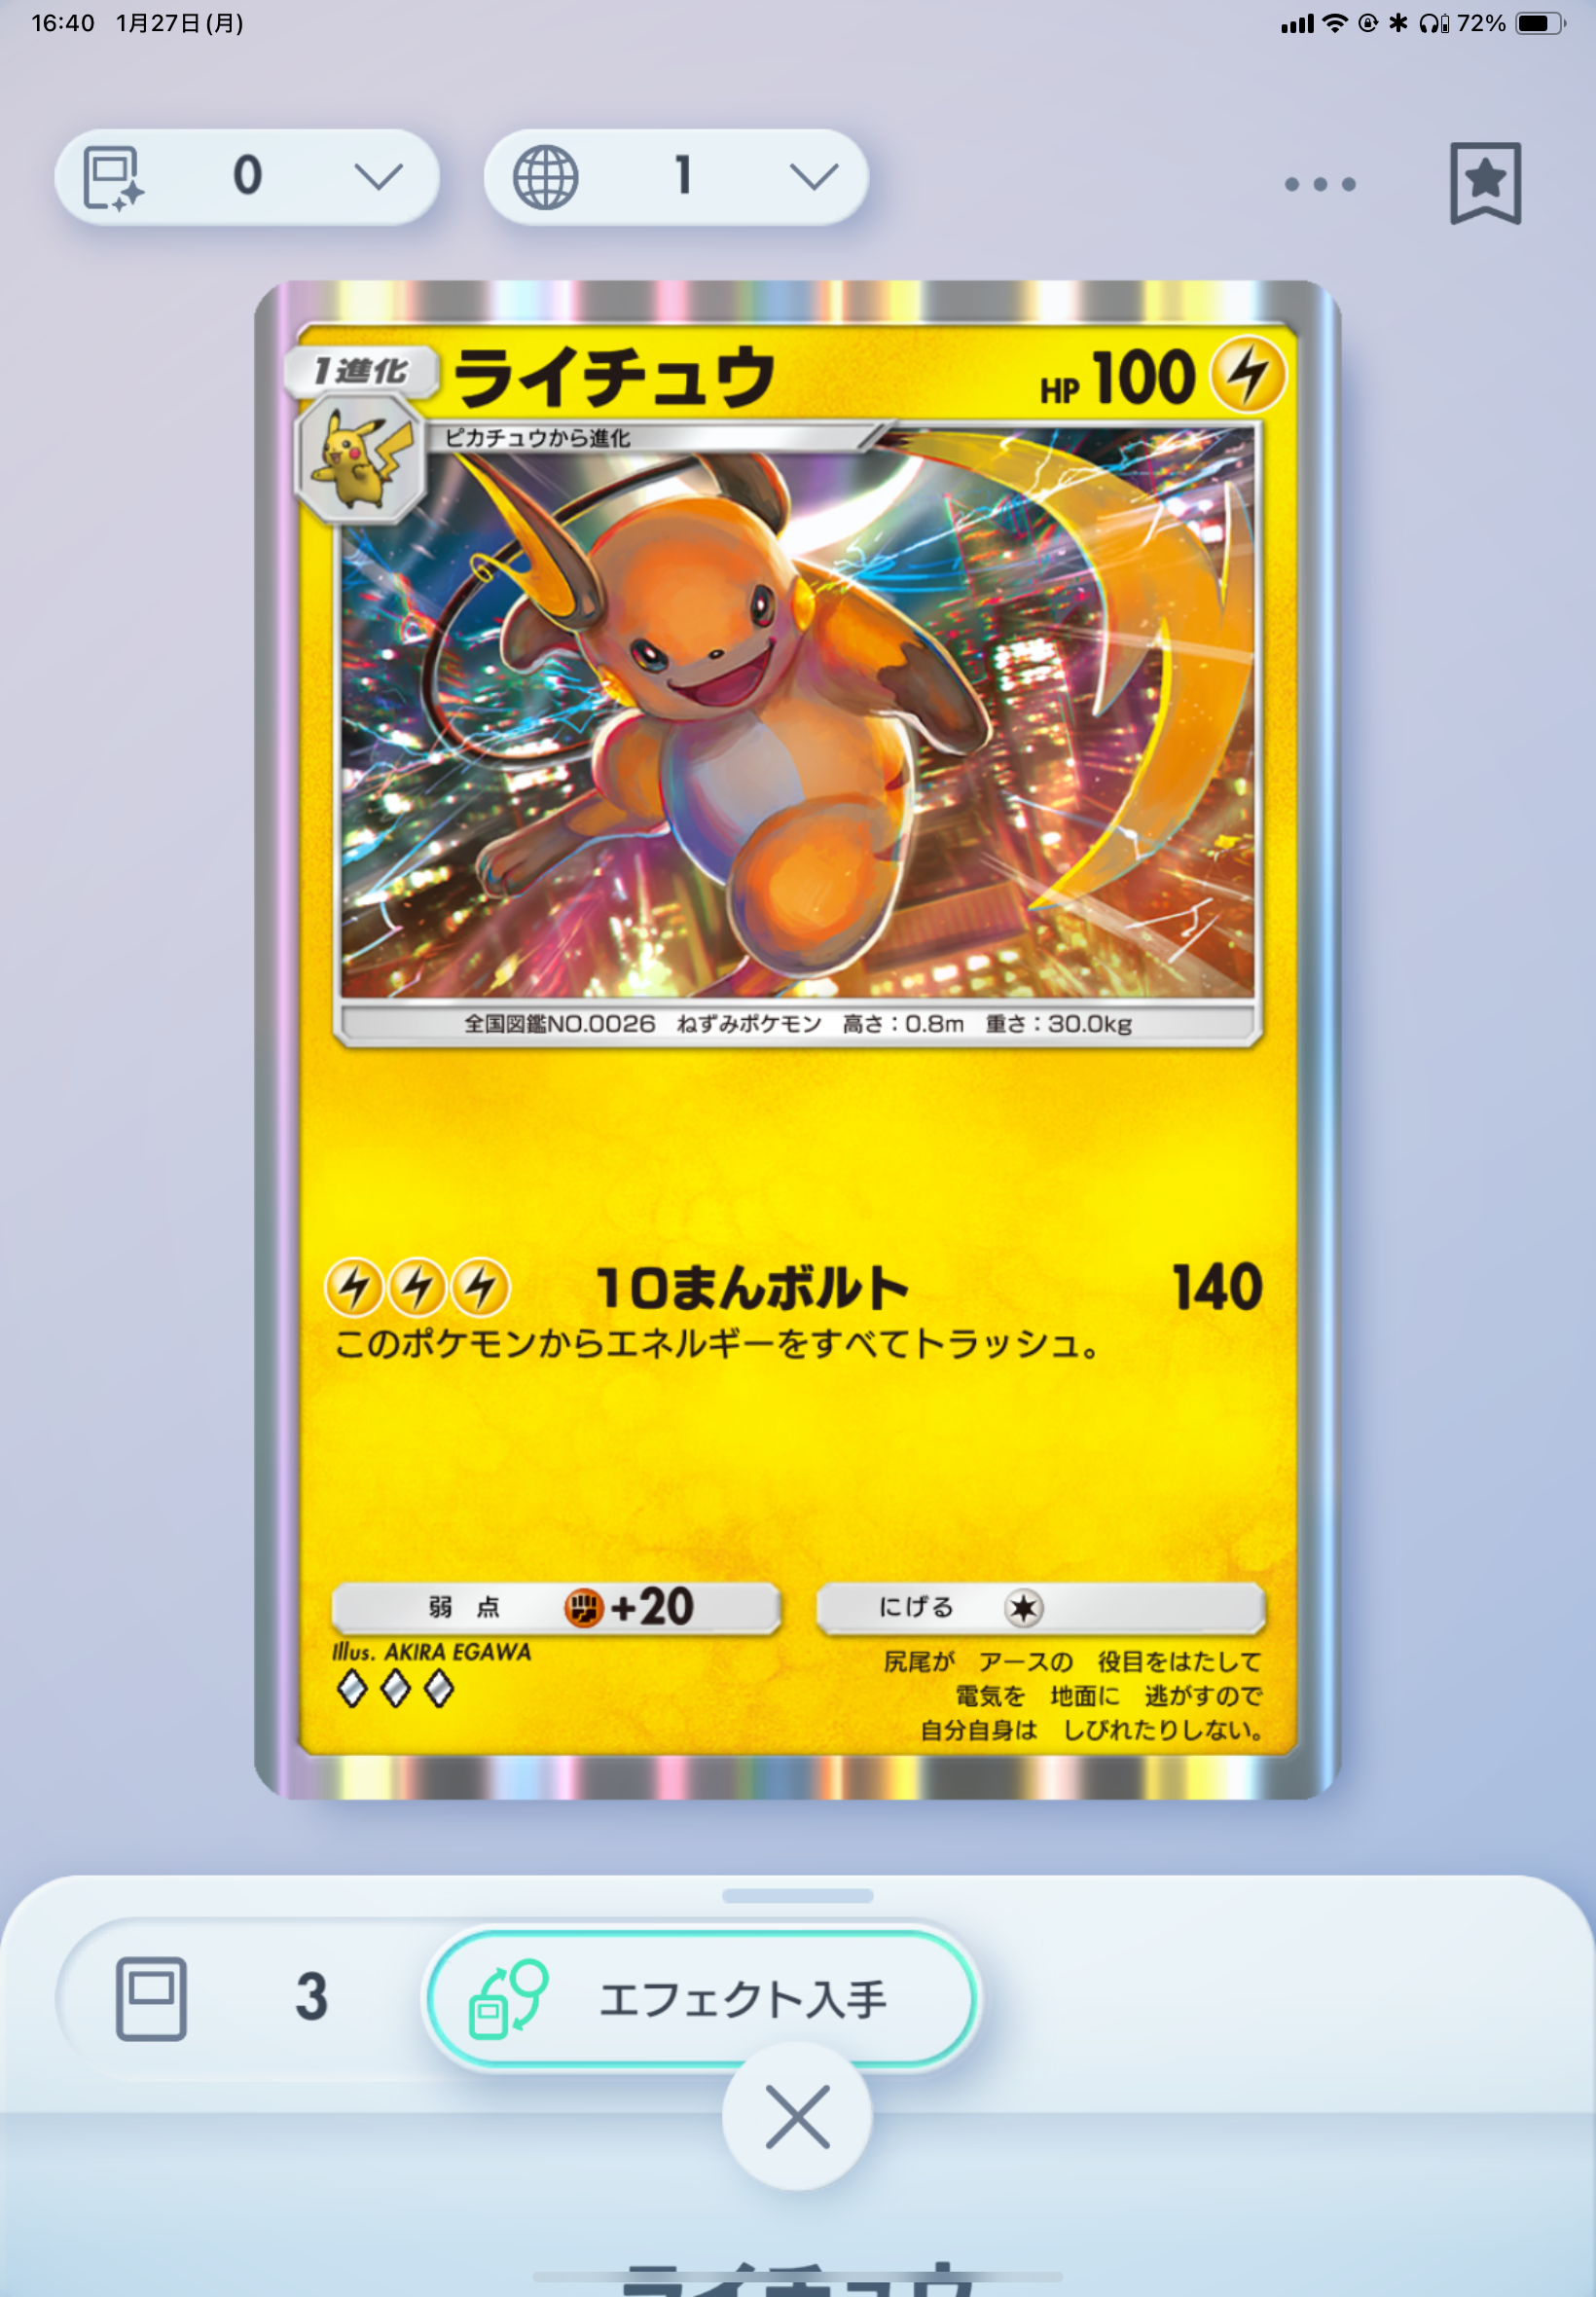 16:40 1月27日(月) 72%
0 1
1進化 ライチュウ HP 100
ピカチュウから進化
全国図鑑NO.0026 ねずみポケモン 高さ：0.8m 重さ：30.0kg
10まんボルト 140
このポケモンからエネルギーをすべてトラッシュ。
弱 点 +20 にげる
Illus. AKIRA EGAWA
尻尾が アースの 役目をはたして
電気を 地面に 逃がすので
自分自身は しびれたりしない。
3 エフェクト入手
ライチュウ